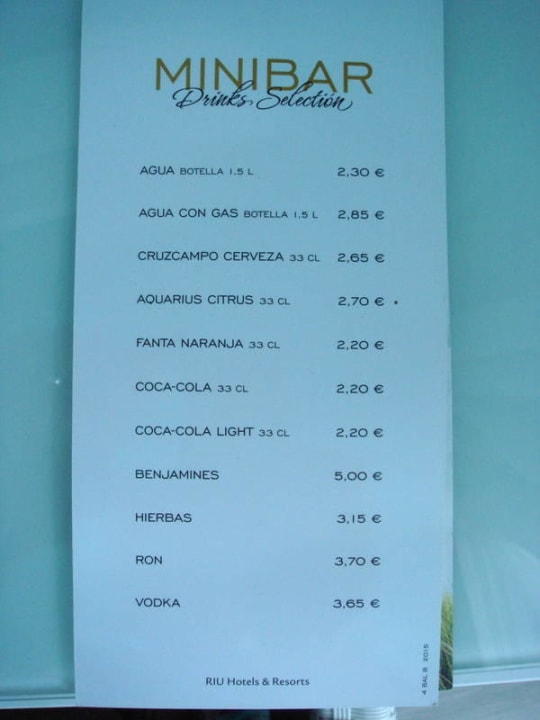 MINIBAR
Drinks Selection
AGUA BOTELLA 1,5 L 2,30 €
AGUA CON GAS BOTELLA 1,5 L 2,85 €
CRUZCAMPO CERVEZA 33 CL 2,65 €
AQUARIUS CITRUS 33 CL 2,70 €
FANTA NARANJA 33 CL 2,20 €
COCA-COLA 33 CL 2,20 €
COCA-COLA LIGHT 33 CL 2,20 €
BENJAMINES 5,00 €
HIERBAS 3,15 €
RON 3,70 €
VODKA 3,65 €
RIU Hotels & Resorts
4 BAL B 2015